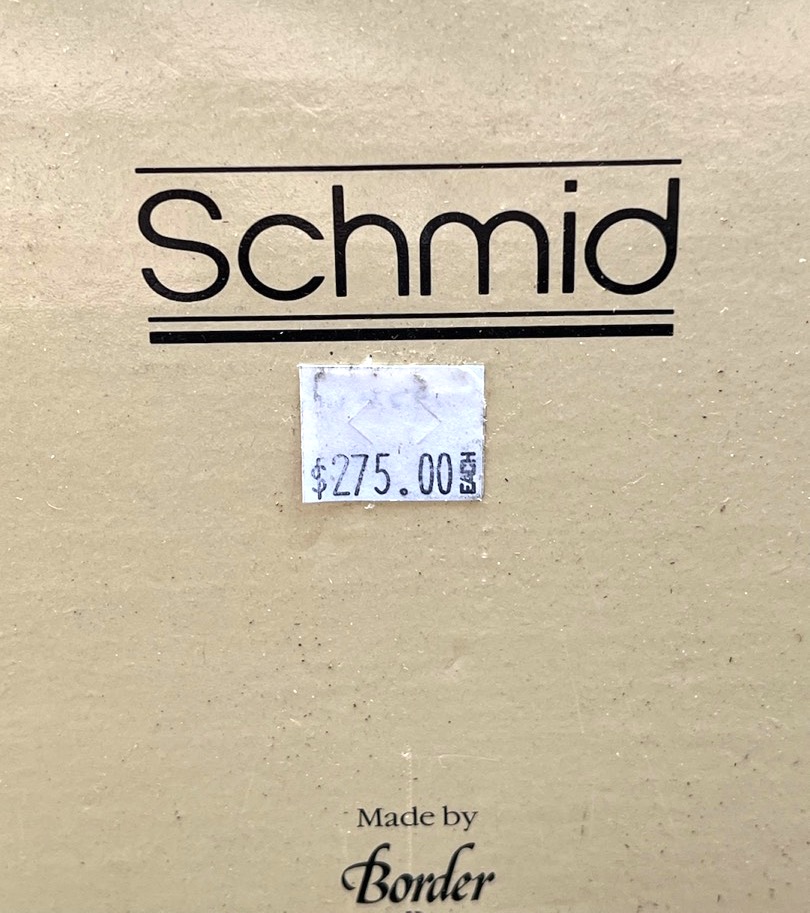 Schmid
$275.00 EACH
Made by
Border